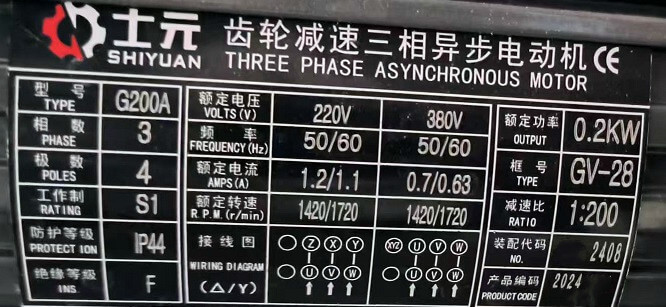 士元 齿轮减速三相异步电动机 CE
SHIYUAN THREE PHASE ASYNCHRONOUS MOTOR
型号 TYPE G200A
相数 PHASE 3
极数 POLES 4
工作制 RATING S1
防护等级 PROTECTION IP44
绝缘等级 INS. F
额定电压 VOLTS(V) 220V 380V
频率 FREQUENCY(Hz) 50/60 50/60
额定电流 AMPS(A) 1.2/1.1 0.7/0.63
额定转速 R.P.M.(r/min) 1420/1720 1420/1720
接线图 WIRING DIAGRAM (△/Y)
Z X Y XYZ U V W
U V W U V W
额定功率 OUTPUT 0.2KW
框号 TYPE GV-28
减速比 RATIO 1:200
装配代码 NO. 2408
产品编码 PRODUCT CODE 2024